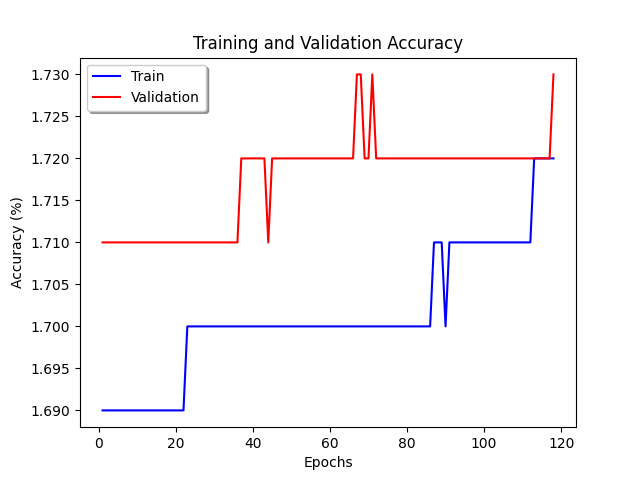 Training and Validation Accuracy
Train
Validation
Accuracy (%)
1.730
1.725
1.720
1.715
1.710
1.705
1.700
1.695
1.690
0 20 40 60 80 100 120
Epochs